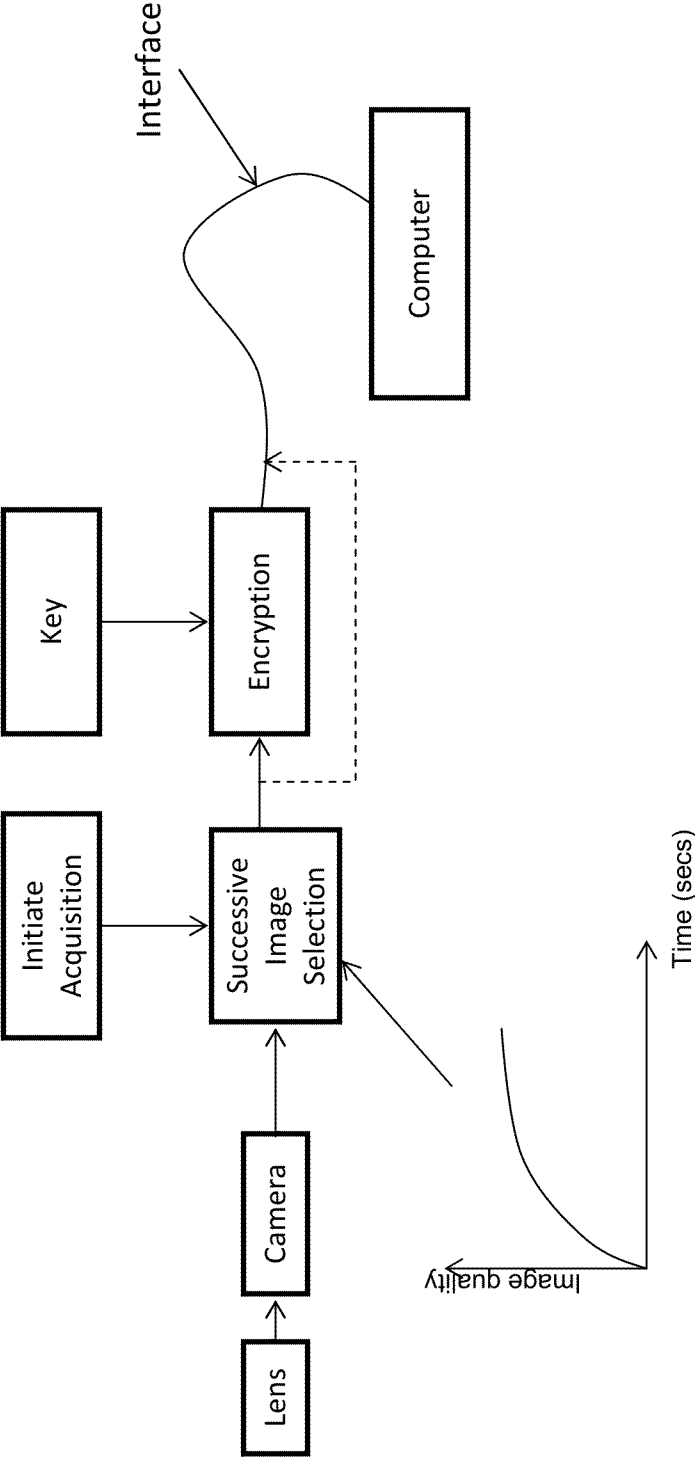 Initiate
Acquisition
Key
Interface
Lens
Camera
Successive
Image
Selection
Encryption
Computer
Image quality
Time (secs)